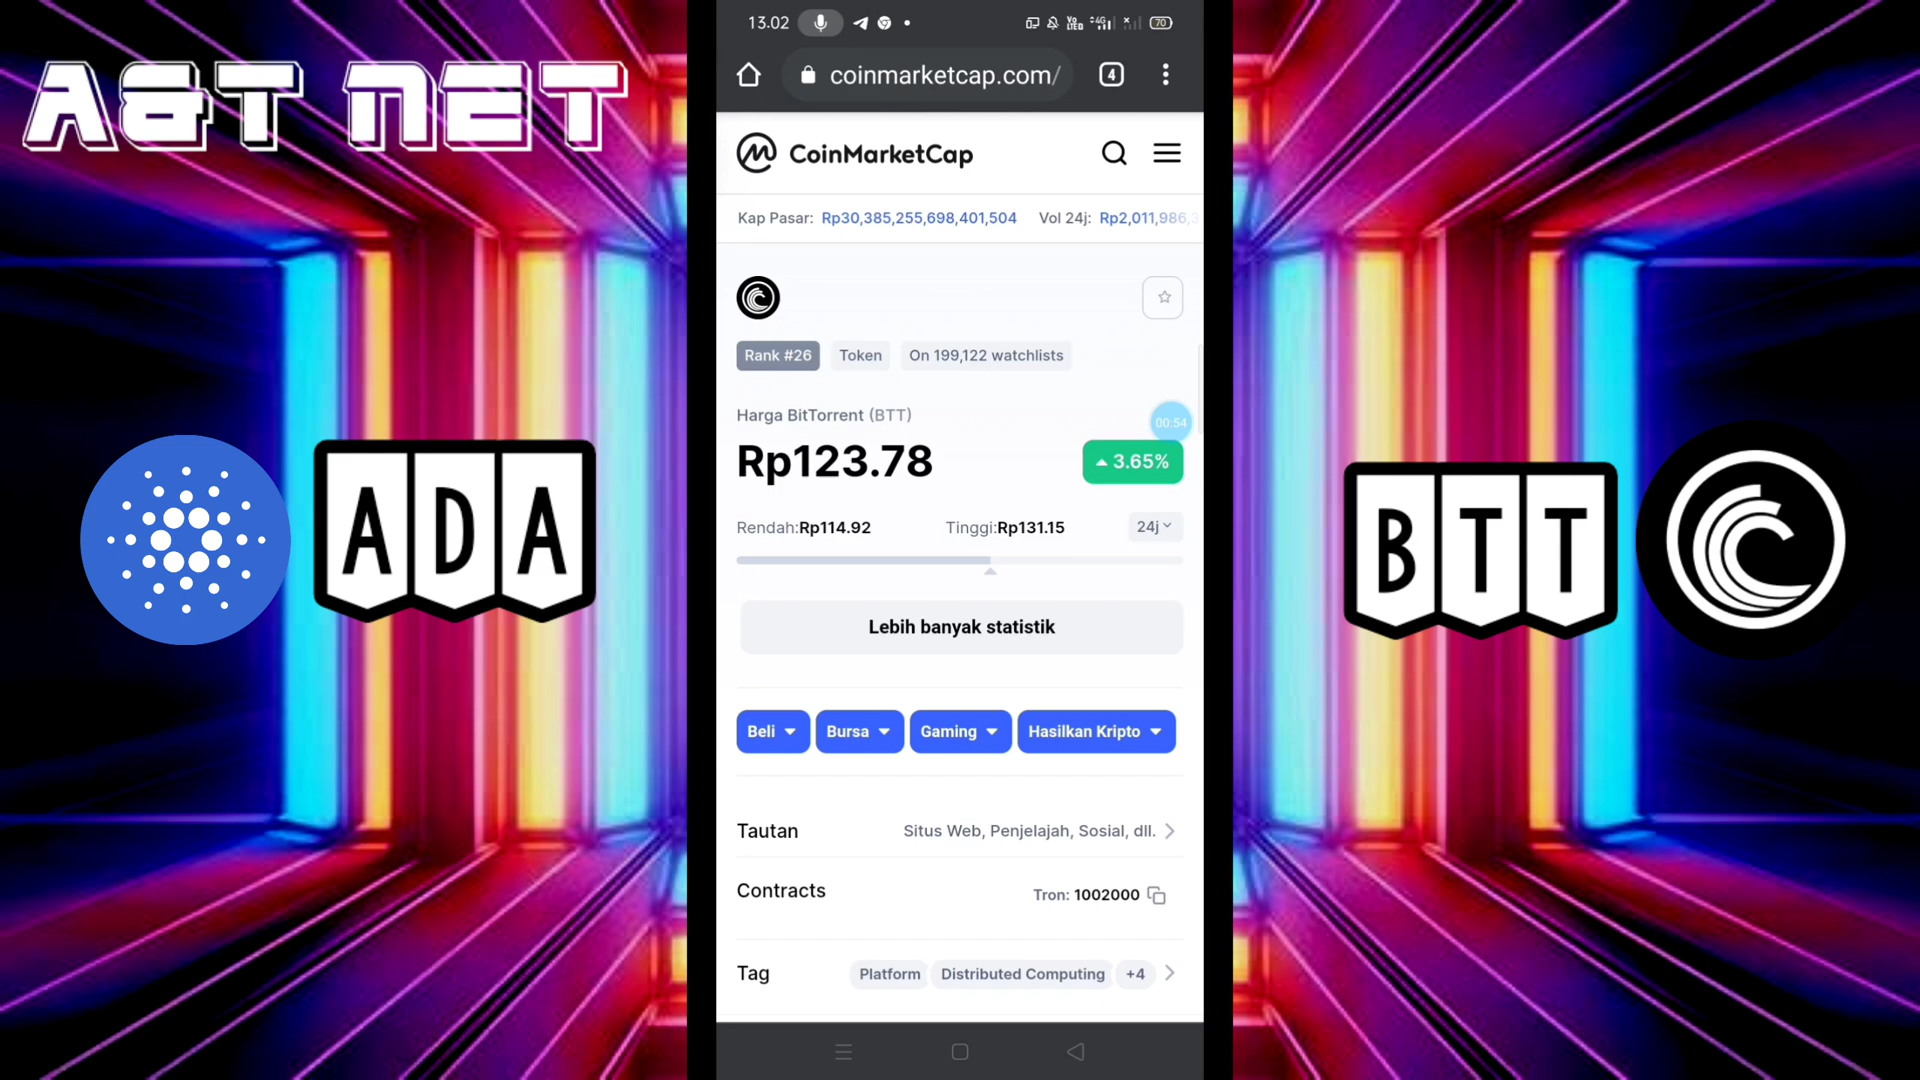 A&T NET
13.02
70
coinmarketcap.com/
4
CoinMarketCap
Kap Pasar: Rp30,385,255,698,401,504 Vol 24j: Rp2,011,986,3
Rank #26 Token On 199,122 watchlists
Harga BitTorrent (BTT)
00:54
Rp123.78 3.65%
Rendah:Rp114.92 Tinggi:Rp131.15 24j
ADA
BTT
Lebih banyak statistik
Beli Bursa Gaming Hasilkan Kripto
Tautan Situs Web, Penjelajah, Sosial, dll.
Contracts Tron: 1002000
Tag Platform Distributed Computing +4